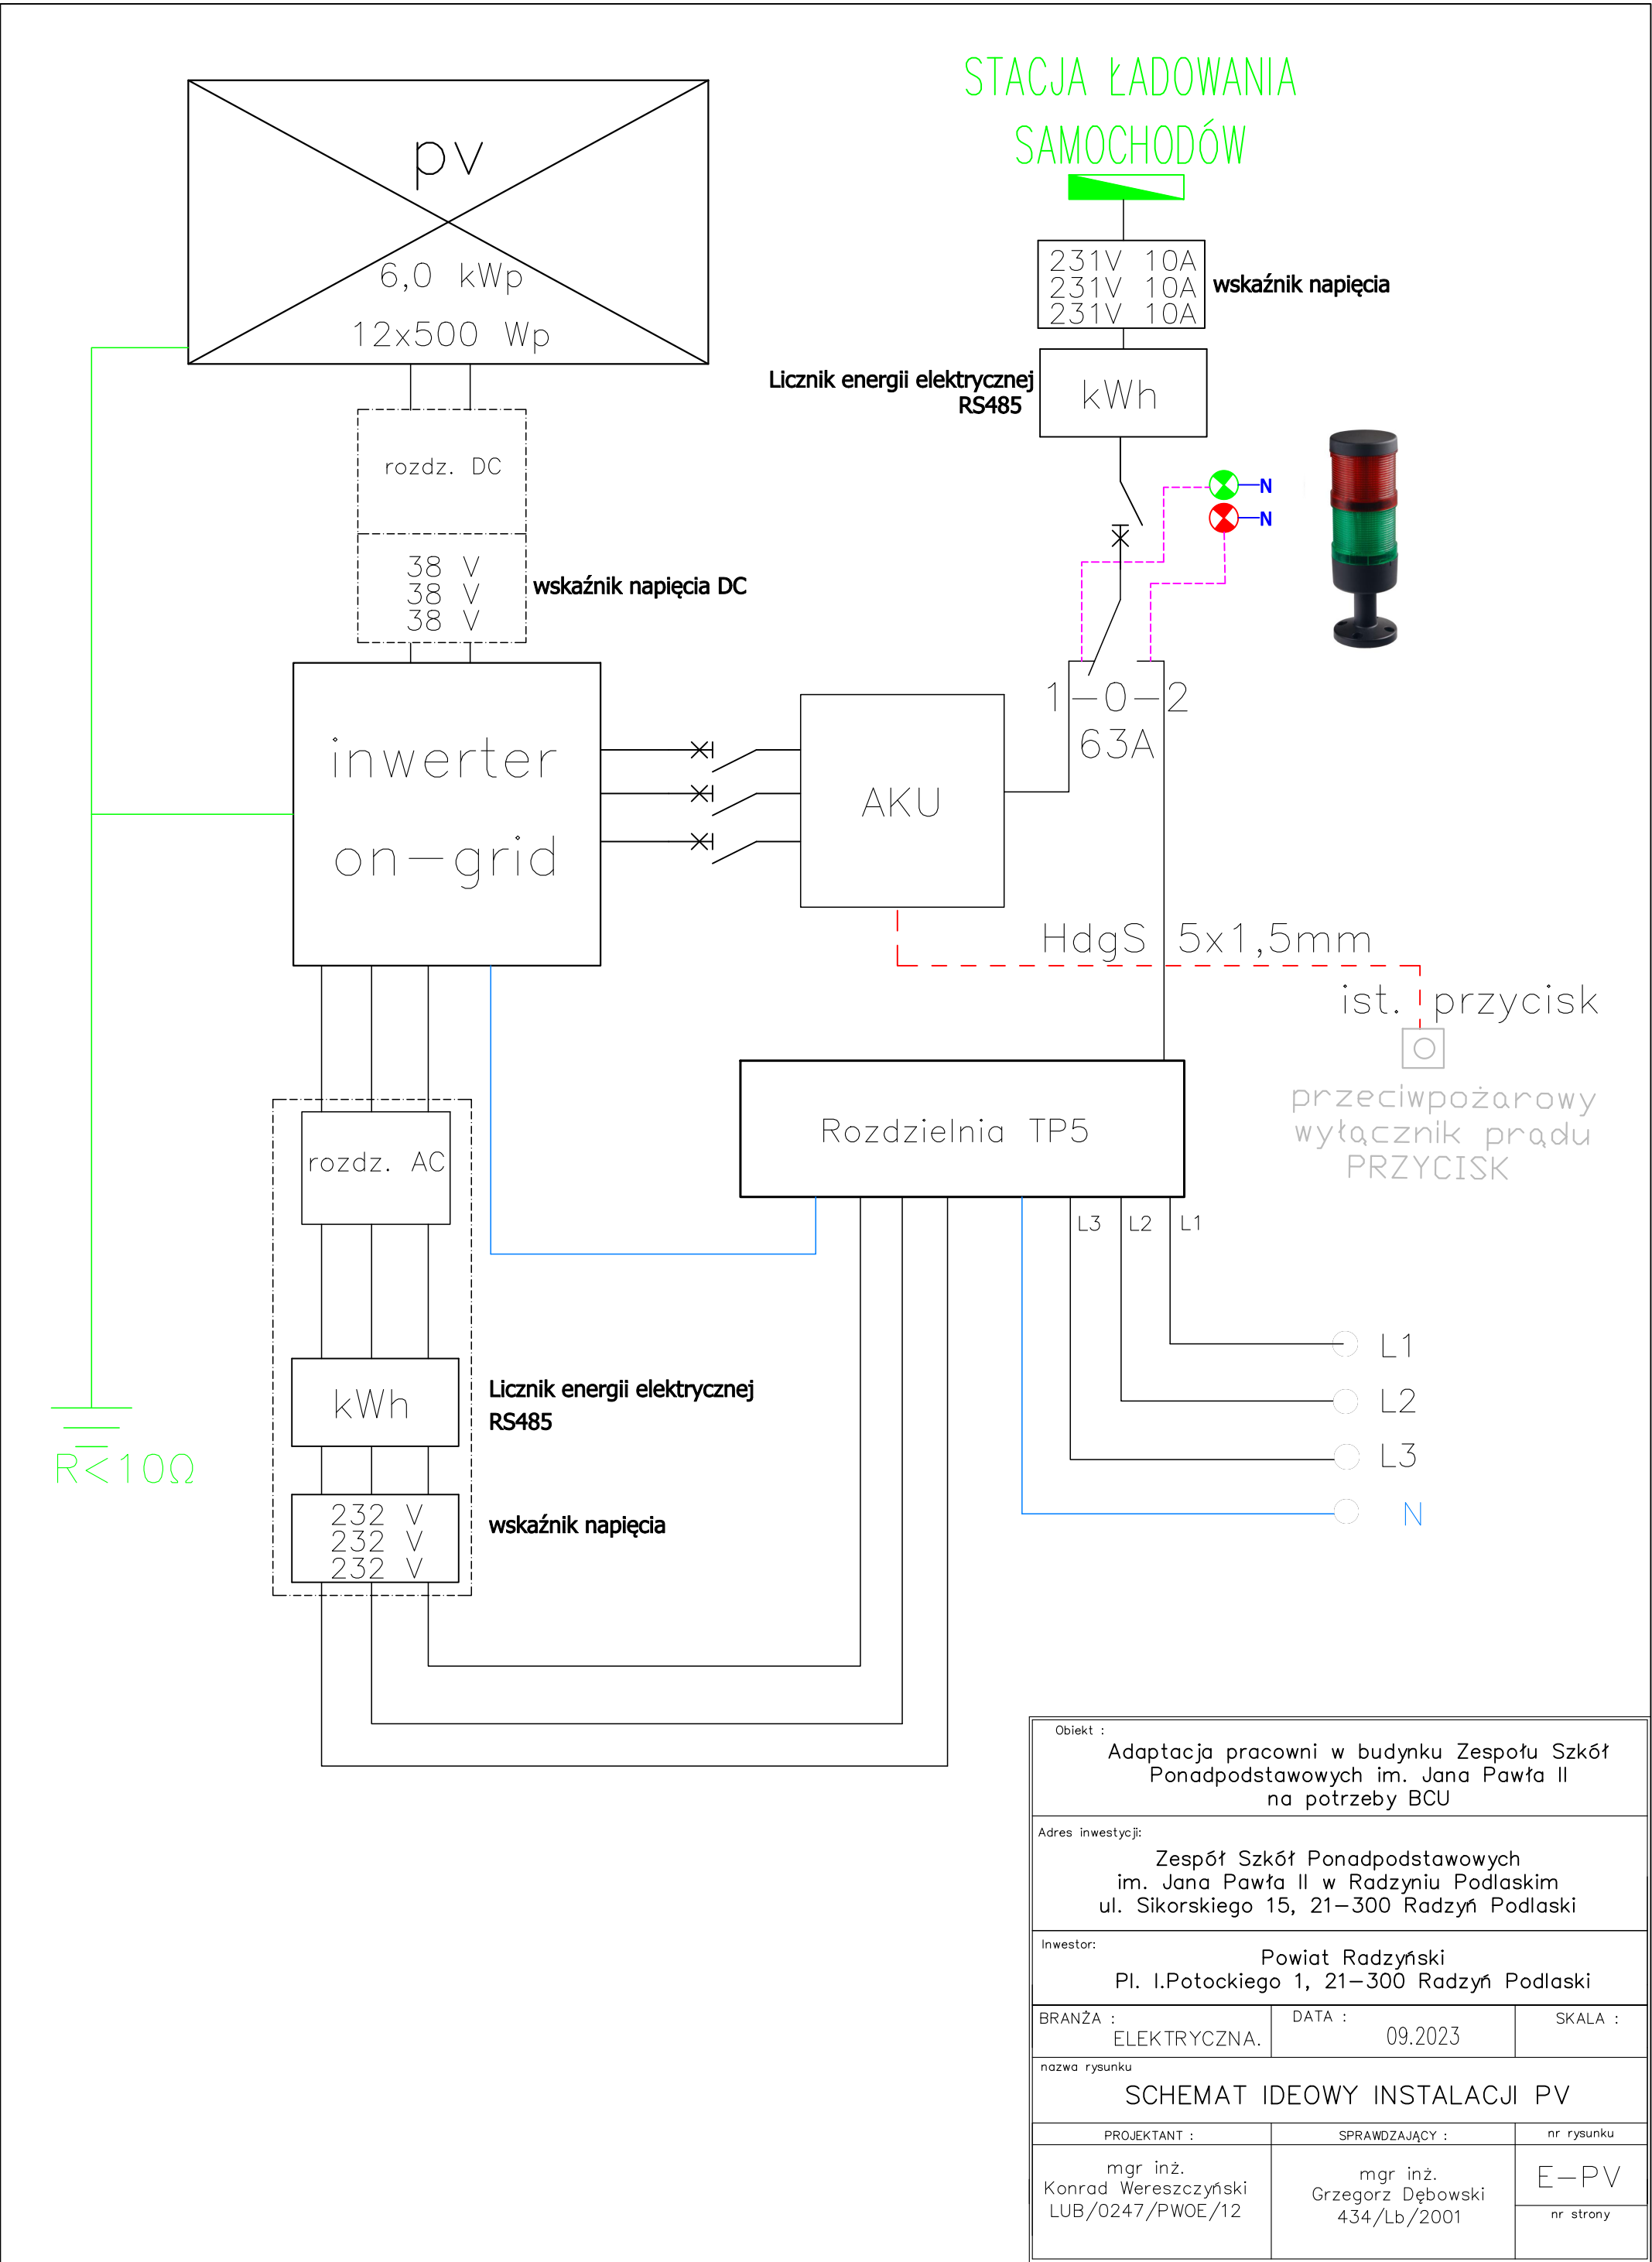 STACJA ŁADOWANIA
SAMOCHODÓW
pv
6,0 kWp
12x500 Wp
231V 10A
231V 10A
231V 10A
wskaźnik napięcia
Licznik energii elektrycznej
RS485
kWh
rozdz. DC
N
N
38 V
38 V
38 V
wskaźnik napięcia DC
1-0-2
63A
inwerter
on-grid
AKU
HdgS 5x1,5mm
ist. przycisk
przeciwpożarowy
wyłącznik prądu
PRZYCISK
Rozdzielnia TP5
rozdz. AC
L3 L2 L1
L1
L2
L3
N
kWh
Licznik energii elektrycznej
RS485
R<10Ω
232 V
232 V
232 V
wskaźnik napięcia
Obiekt :
Adaptacja pracowni w budynku Zespołu Szkół
Ponadpodstawowych im. Jana Pawła II
na potrzeby BCU
Adres inwestycji:
Zespół Szkół Ponadpodstawowych
im. Jana Pawła II w Radzyniu Podlaskim
ul. Sikorskiego 15, 21-300 Radzyń Podlaski
Inwestor:
Powiat Radzyński
Pl. I.Potockiego 1, 21-300 Radzyń Podlaski
BRANŻA :
ELEKTRYCZNA.
DATA :
09.2023
SKALA :
nazwa rysunku
SCHEMAT IDEOWY INSTALACJI PV
PROJEKTANT :
mgr inż.
Konrad Wereszczyński
LUB/0247/PWOE/12
SPRAWDZAJĄCY :
mgr inż.
Grzegorz Dębowski
434/Lb/2001
nr rysunku
E-PV
nr strony